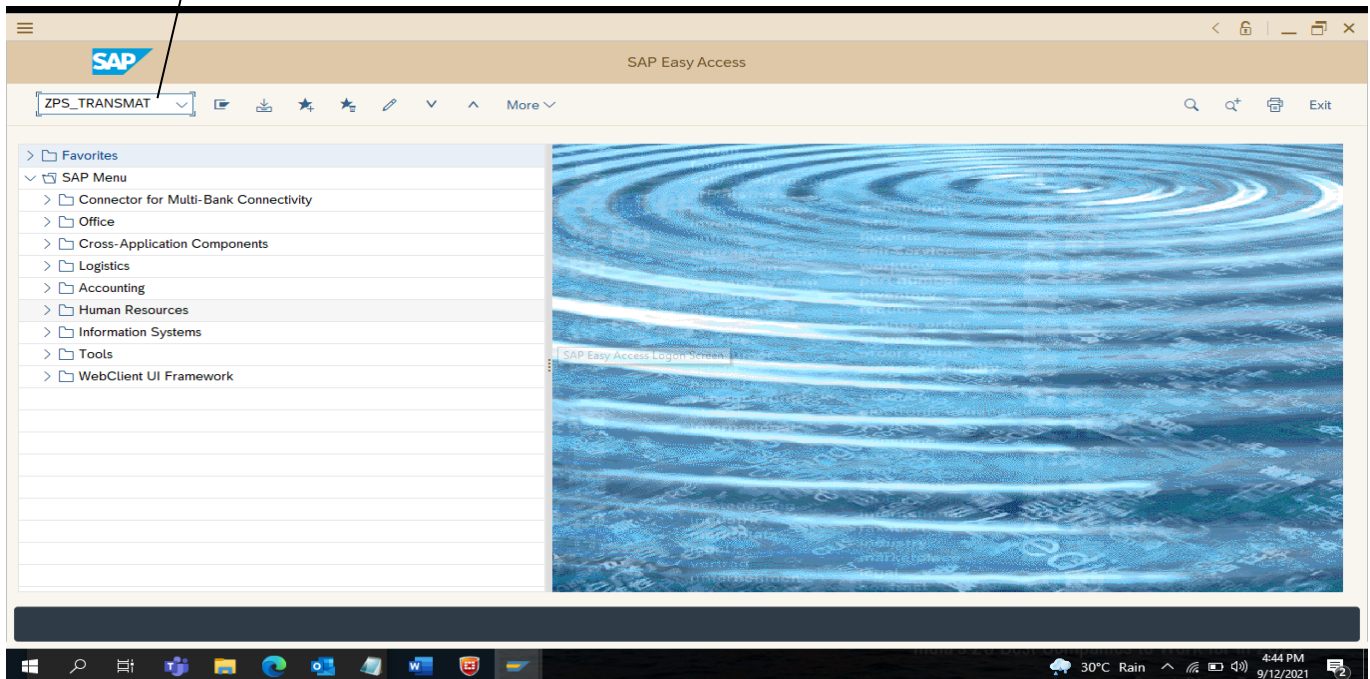 SAP
SAP Easy Access
ZPS_TRANSMAT
More
Exit
Favorites
SAP Menu
Connector for Multi-Bank Connectivity
Office
Cross-Application Components
Logistics
Accounting
Human Resources
Information Systems
Tools
WebClient UI Framework
SAP Easy Access Logon Screen
30°C Rain
4:44 PM
9/12/2021
2